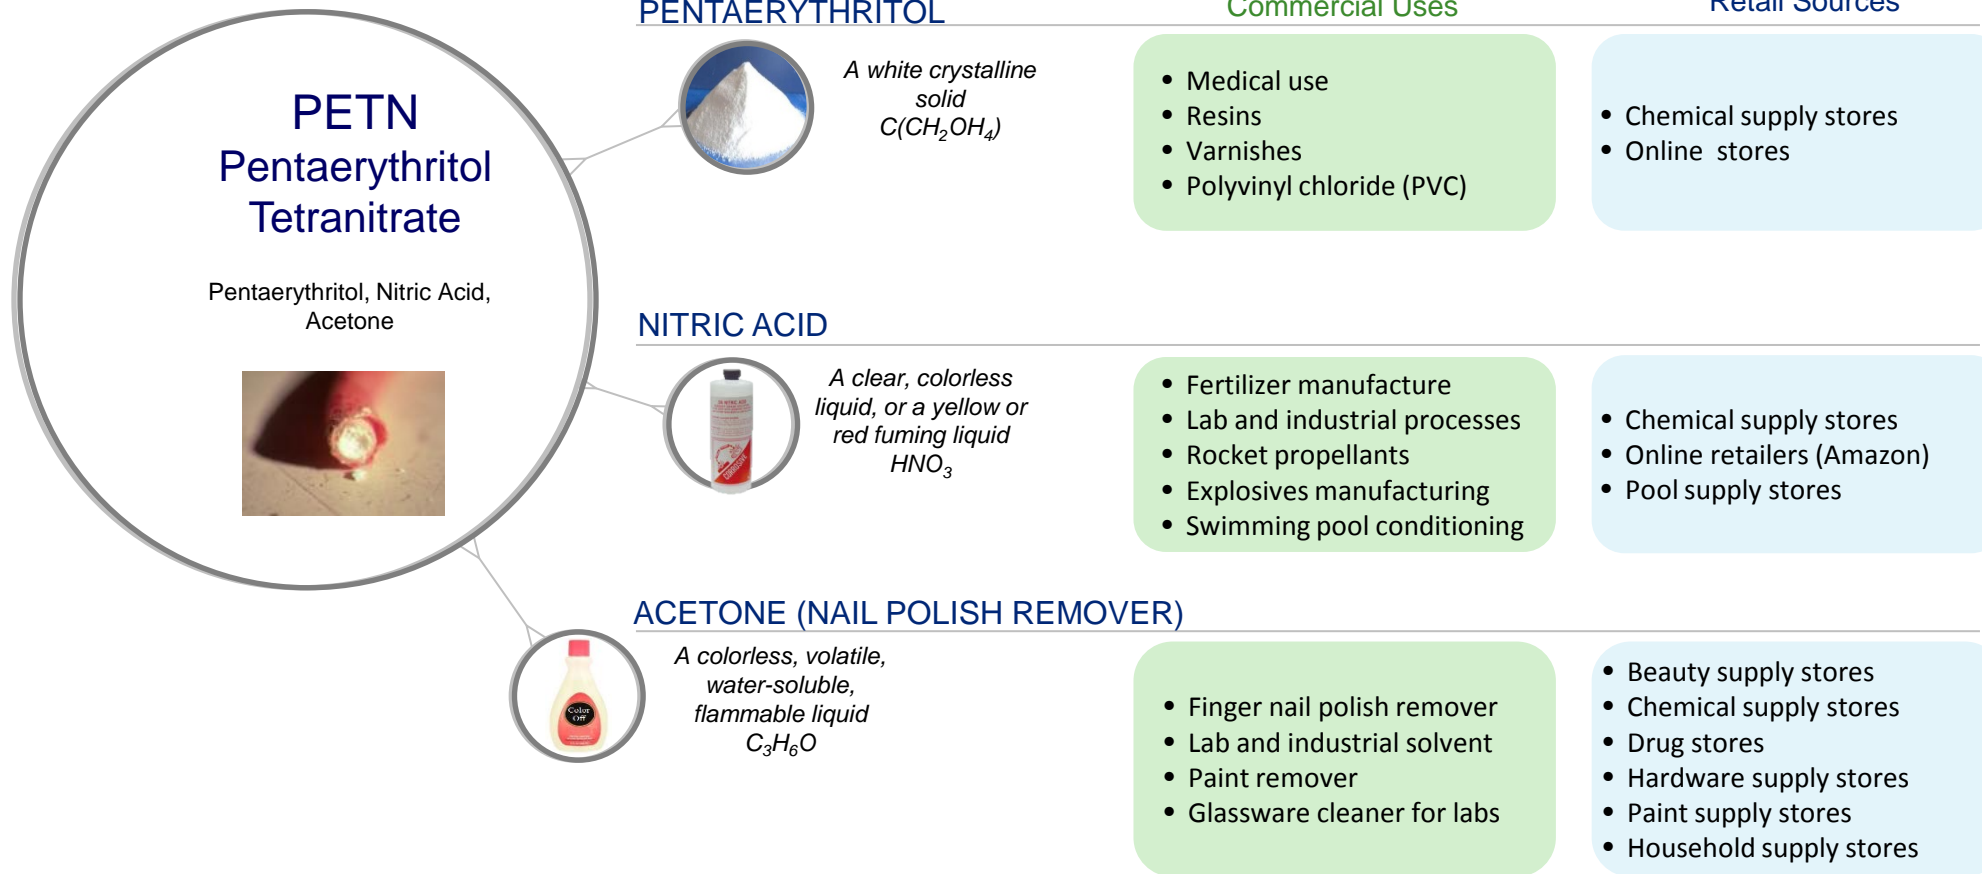 PENTAERYTHRITOL
Commercial Uses
Retail Sources
PETN
Pentaerythritol
Tetranitrate
Pentaerythritol, Nitric Acid,
Acetone
A white crystalline
solid
C(CH₂OH₄)
• Medical use
• Resins
• Varnishes
• Polyvinyl chloride (PVC)
• Chemical supply stores
• Online stores
NITRIC ACID
A clear, colorless
liquid, or a yellow or
red fuming liquid
HNO₃
CORROSIVE
• Fertilizer manufacture
• Lab and industrial processes
• Rocket propellants
• Explosives manufacturing
• Swimming pool conditioning
• Chemical supply stores
• Online retailers (Amazon)
• Pool supply stores
ACETONE (NAIL POLISH REMOVER)
Color
Off
A colorless, volatile,
water-soluble,
flammable liquid
C₃H₆O
• Finger nail polish remover
• Lab and industrial solvent
• Paint remover
• Glassware cleaner for labs
• Beauty supply stores
• Chemical supply stores
• Drug stores
• Hardware supply stores
• Paint supply stores
• Household supply stores